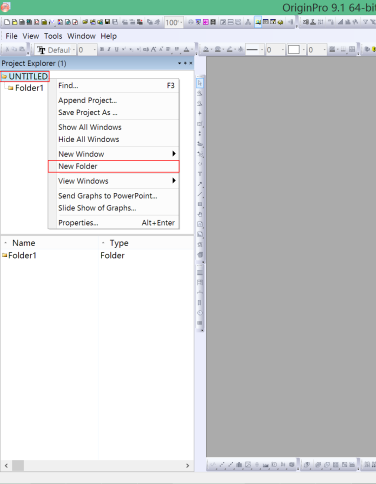 OriginPro 9.1 64-bit
File View Tools Window Help
100%
Defaul 0 B I U 0 0
Project Explorer (1)
UNTITLED
Folder1
Find... F3
Append Project...
Save Project As ...
Show All Windows
Hide All Windows
New Window
New Folder
View Windows
Send Graphs to PowerPoint...
Slide Show of Graphs...
Properties... Alt+Enter
Name Type
Folder1 Folder